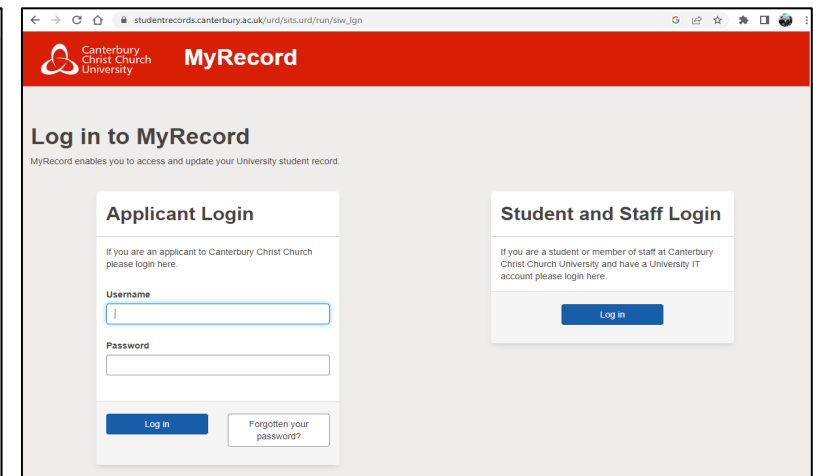 studentrecords.canterbury.ac.uk/urd/sits.urd/run/siw_lgn
Canterbury
Christ Church
University
MyRecord
Log in to MyRecord
MyRecord enables you to access and update your University student record.
Applicant Login
If you are an applicant to Canterbury Christ Church
please login here.
Username
Password
Log in
Forgotten your
password?
Student and Staff Login
If you are a student or member of staff at Canterbury
Christ Church University and have a University IT
account please login here.
Log in